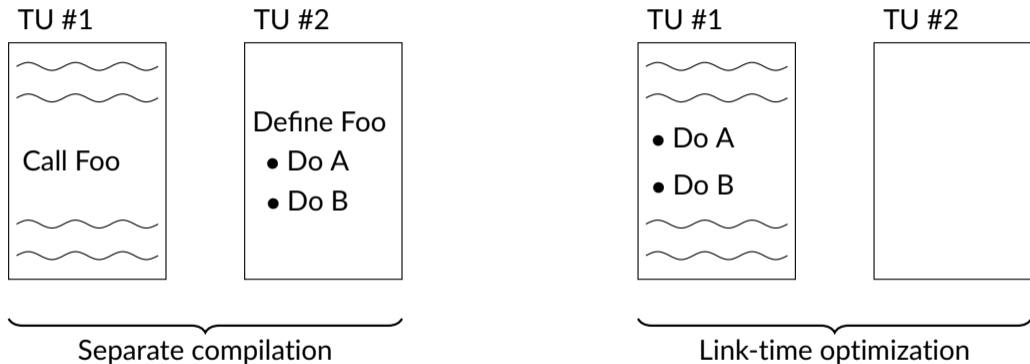 TU #1
TU #2
Call Foo
Define Foo
• Do A
• Do B
Separate compilation
TU #1
TU #2
• Do A
• Do B
Link-time optimization